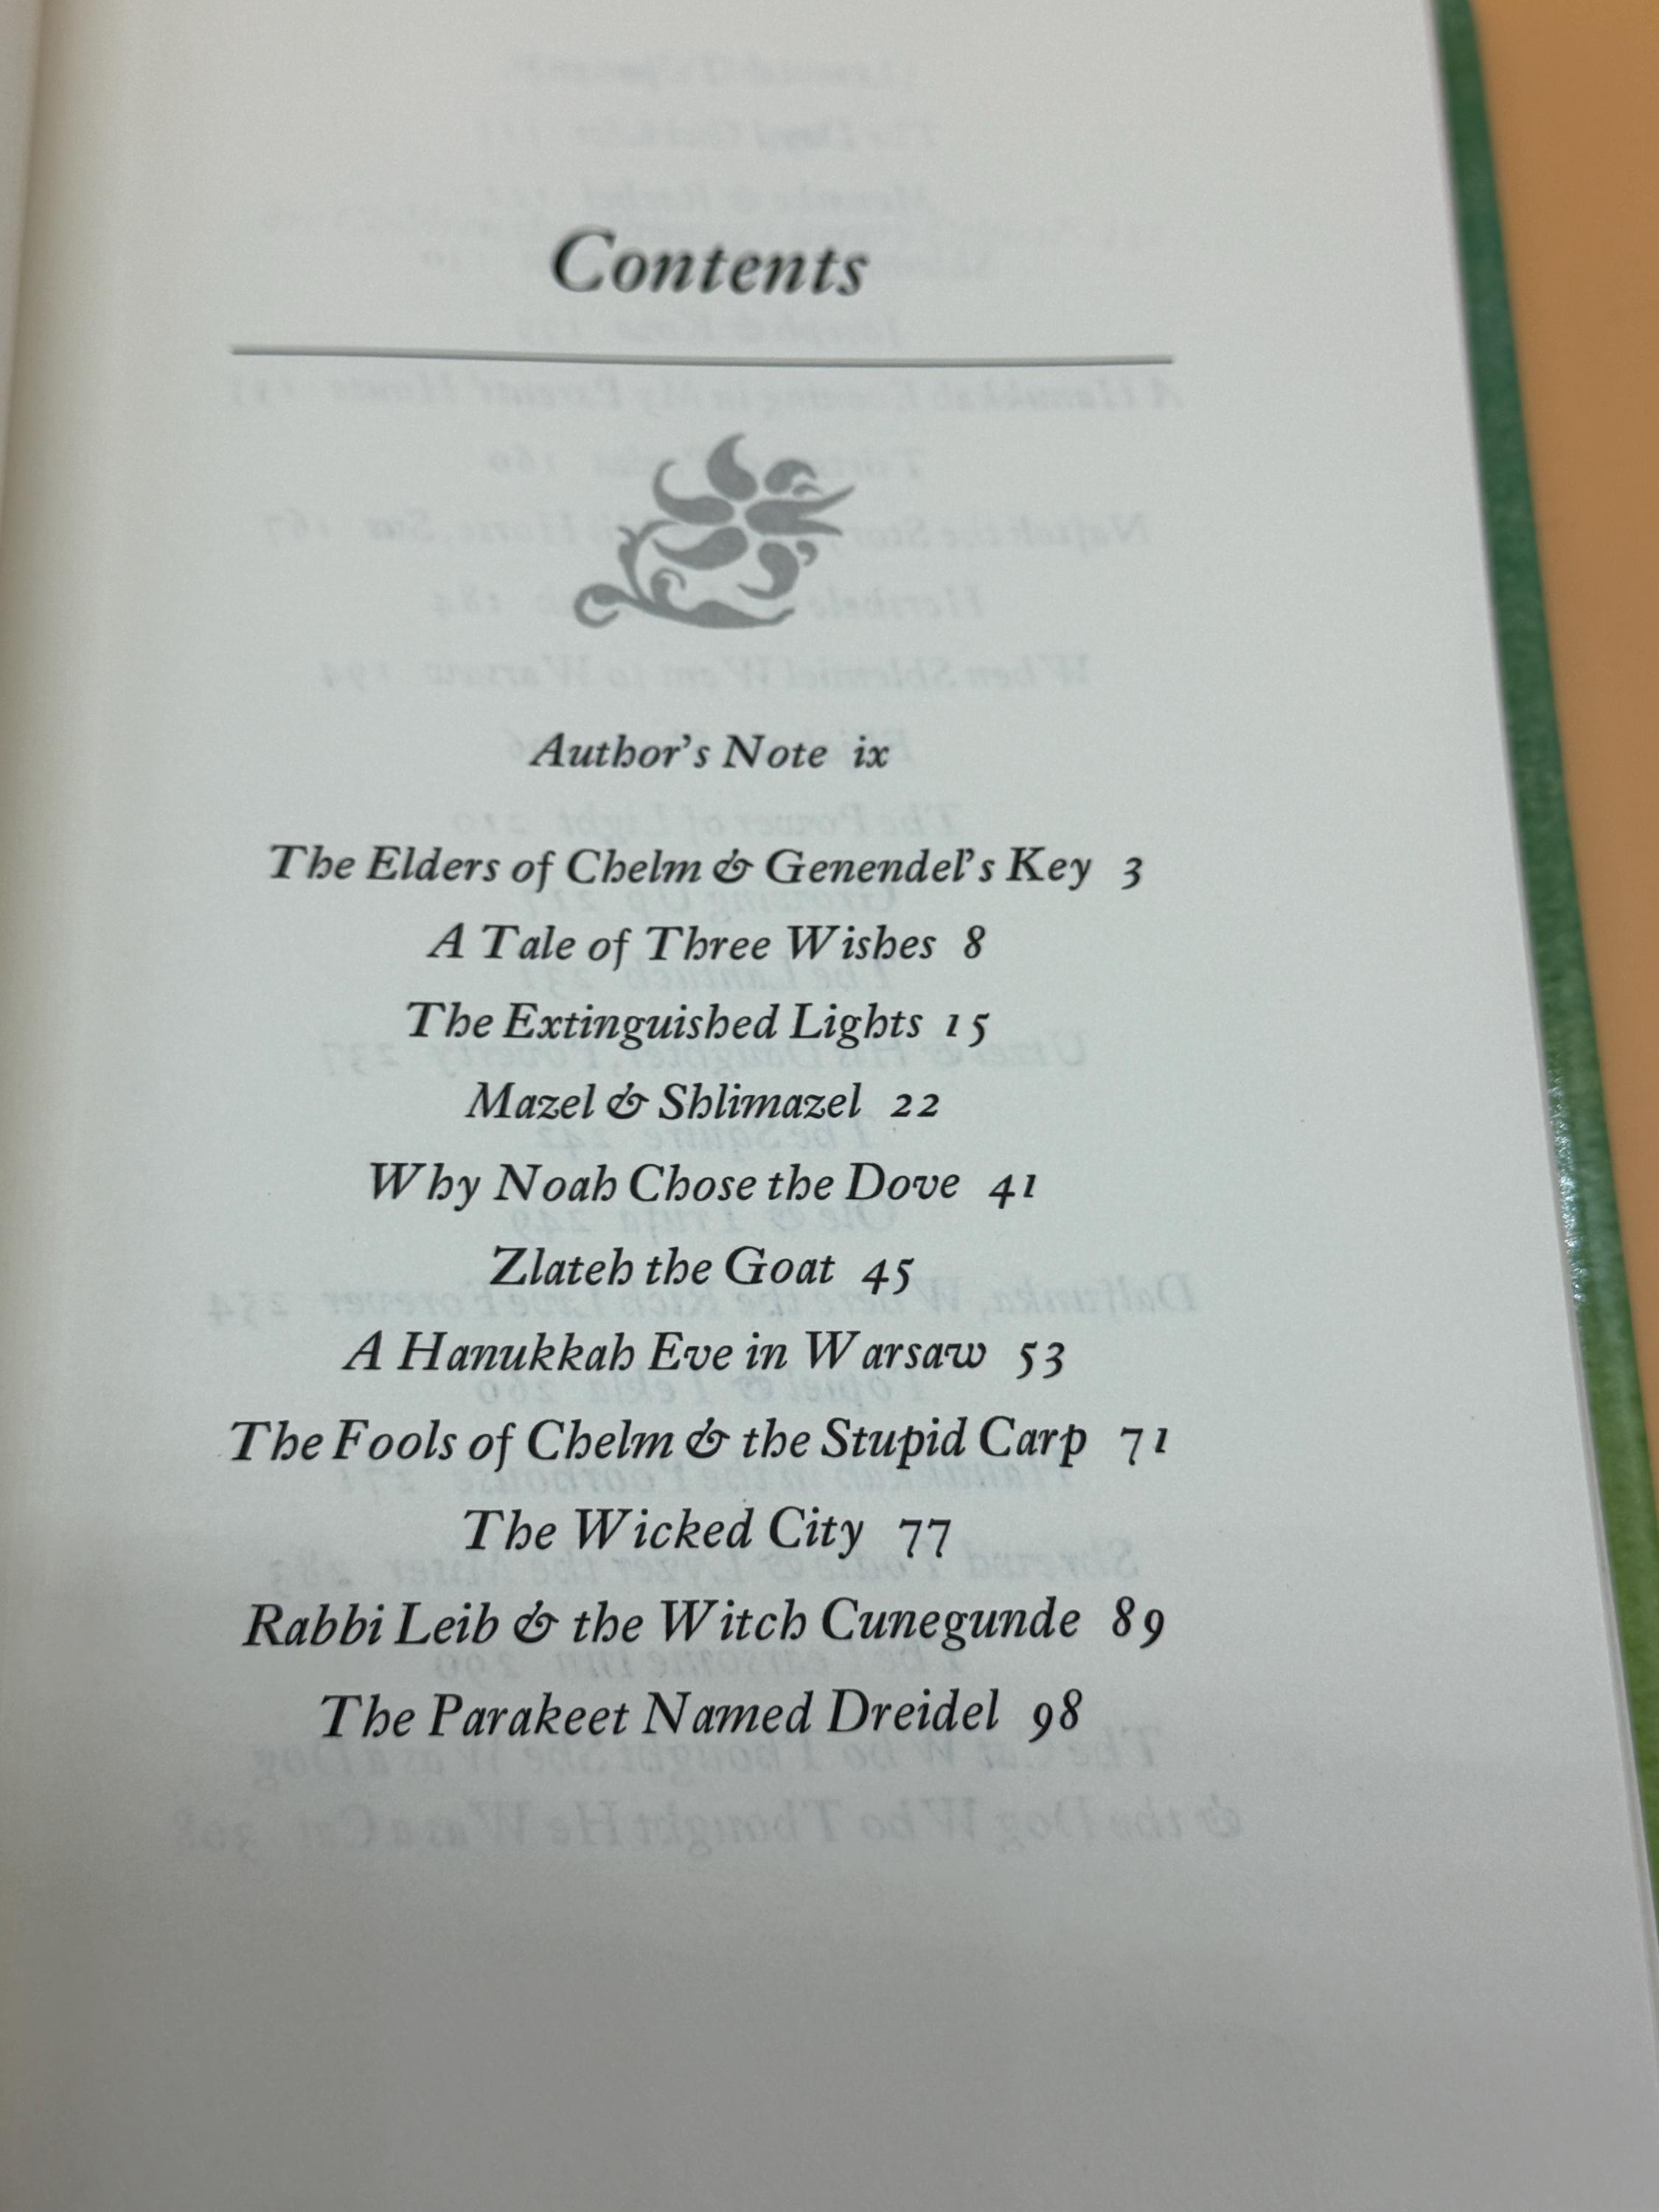 Contents
Author's Note ix
The Elders of Chelm & Genendel's Key 3
A Tale of Three Wishes 8
The Extinguished Lights 15
Mazel & Shlimazel 22
Why Noah Chose the Dove 41
Zlateh the Goat 45
A Hanukkah Eve in Warsaw 53
The Fools of Chelm & the Stupid Carp 71
The Wicked City 77
Rabbi Leib & the Witch Cunegunde 89
The Parakeet Named Dreidel 98